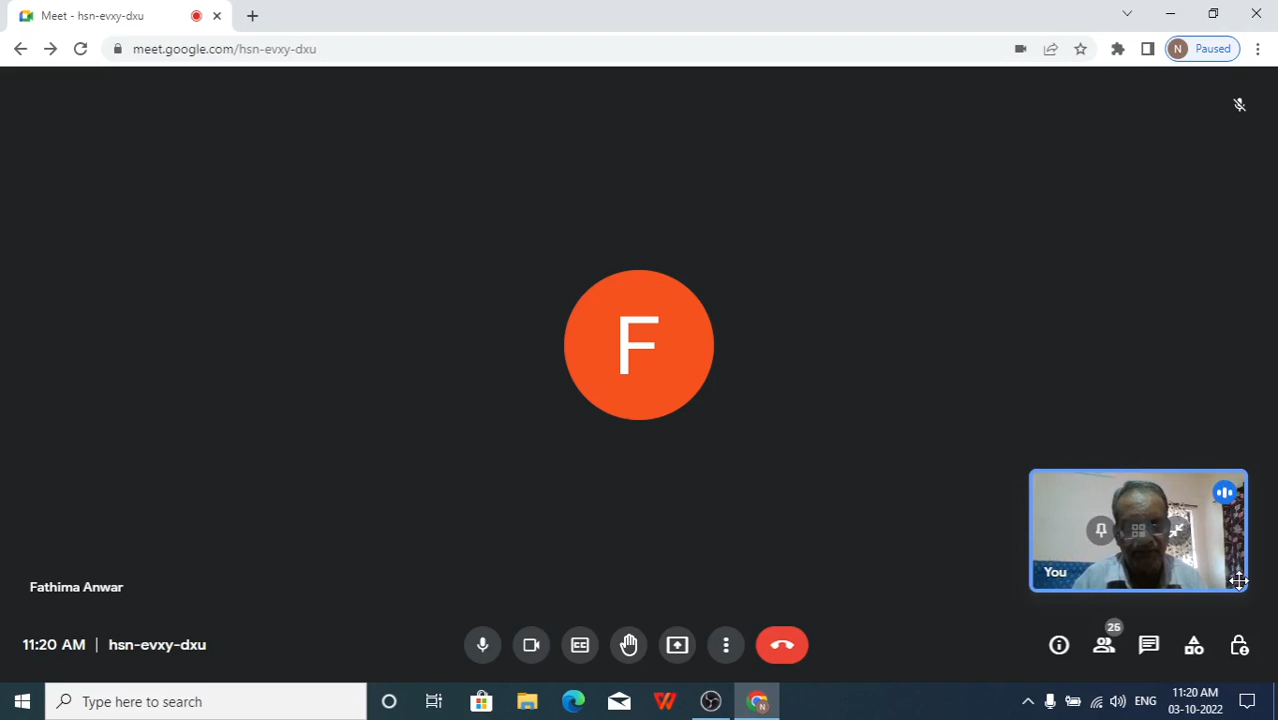 Meet - hsn-evxy-dxu
meet.google.com/hsn-evxy-dxu
N Paused
F
You
Fathima Anwar
11:20 AM | hsn-evxy-dxu
CC
25
Type here to search
W
N
ENG
11:20 AM
03-10-2022